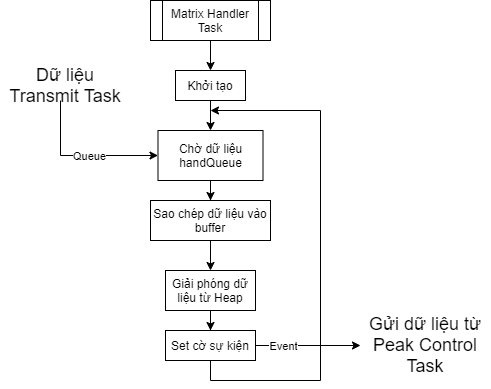 Matrix Handler
Task
Khởi tạo
Dữ liệu
Transmit Task
Queue
Chờ dữ liệu
handQueue
Sao chép dữ liệu vào
buffer
Giải phóng dữ
liệu từ Heap
Set cờ sự kiện
Event
Gửi dữ liệu từ
Peak Control
Task